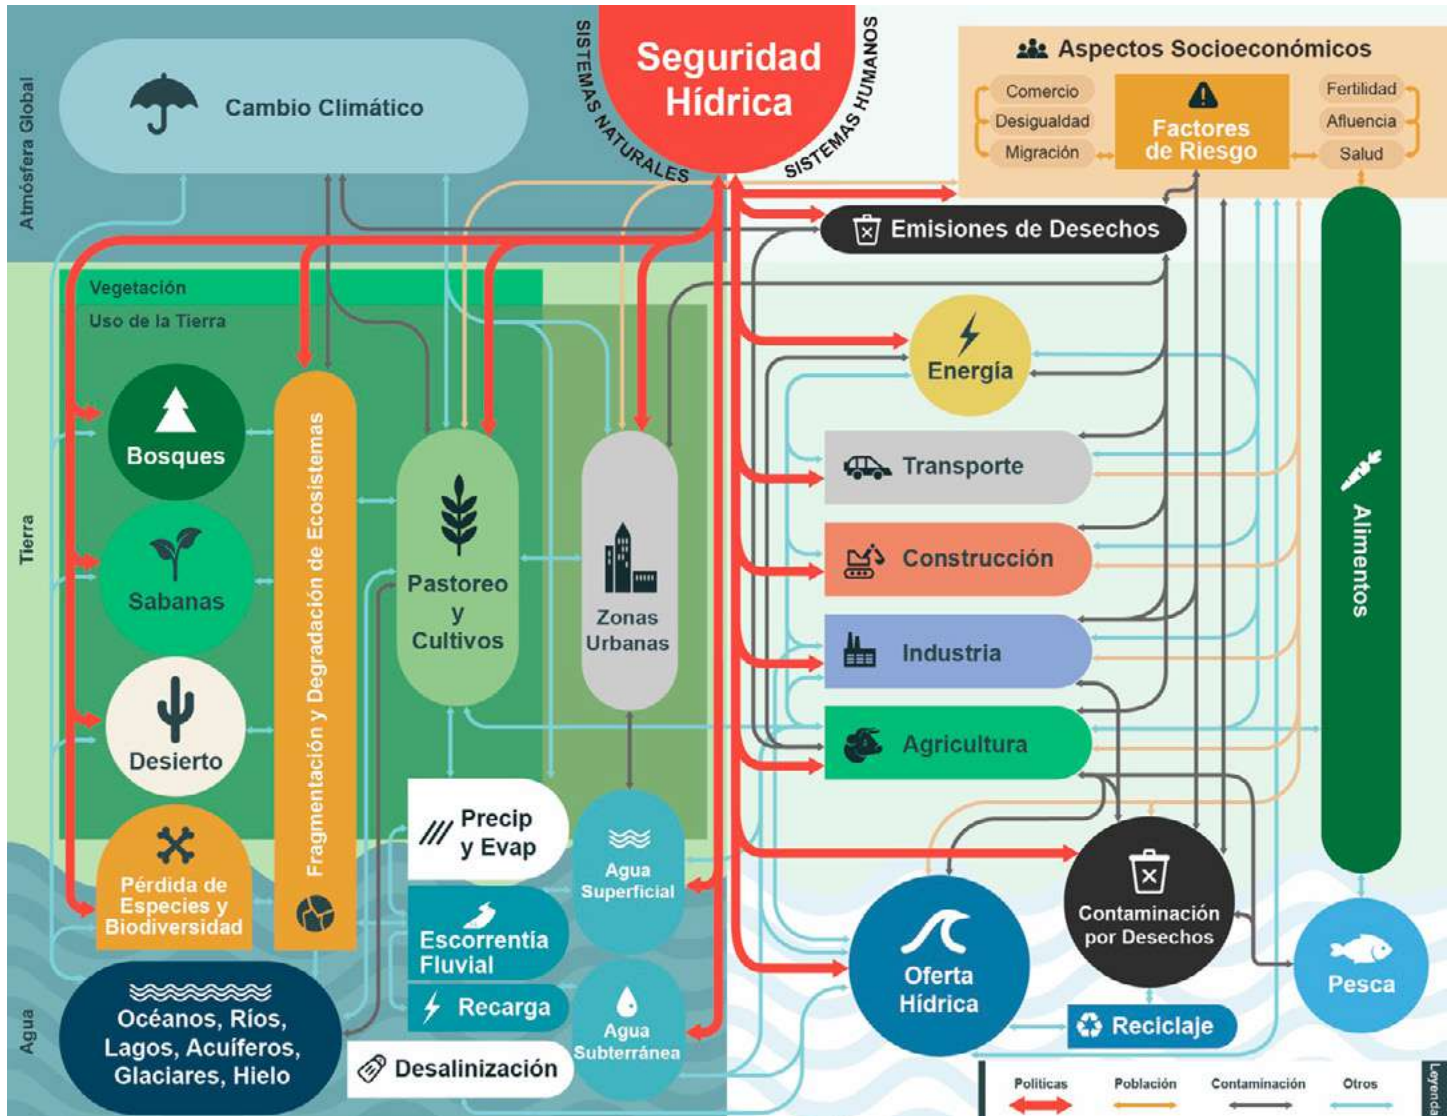 Seguridad
Hídrica
SISTEMAS NATURALES
SISTEMAS HUMANOS
Atmósfera Global
Cambio Climático
Aspectos Socioeconómicos
Comercio
Desigualdad
Migración
Factores
de Riesgo
Fertilidad
Afluencia
Salud
Emisiones de Desechos
Tierra
Vegetación
Uso de la Tierra
Bosques
Sabanas
Desierto
Pérdida de
Especies y
Biodiversidad
Fragmentación y Degradación de Ecosistemas
Pastoreo
y
Cultivos
Zonas
Urbanas
Energía
Transporte
Construcción
Industria
Agricultura
Alimentos
Agua
Océanos, Ríos,
Lagos, Acuíferos,
Glaciares, Hielo
Precip
y Evap
Escorrentía
Fluvial
Recarga
Desalinización
Agua
Superficial
Agua
Subterránea
Oferta
Hídrica
Contaminación
por Desechos
Reciclaje
Pesca
Políticas
Población
Contaminación
Otros
Leyenda